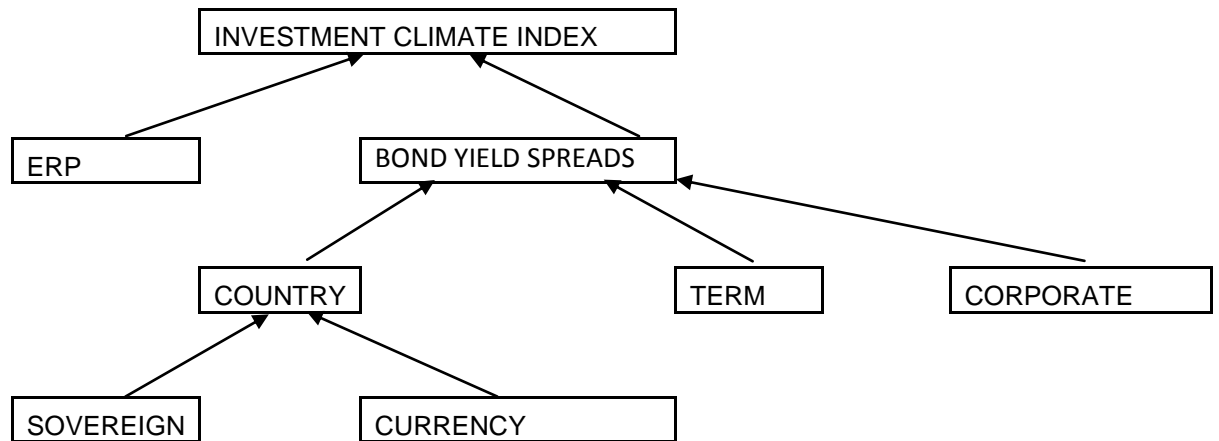 INVESTMENT CLIMATE INDEX
ERP
BOND YIELD SPREADS
COUNTRY
TERM
CORPORATE
SOVEREIGN
CURRENCY